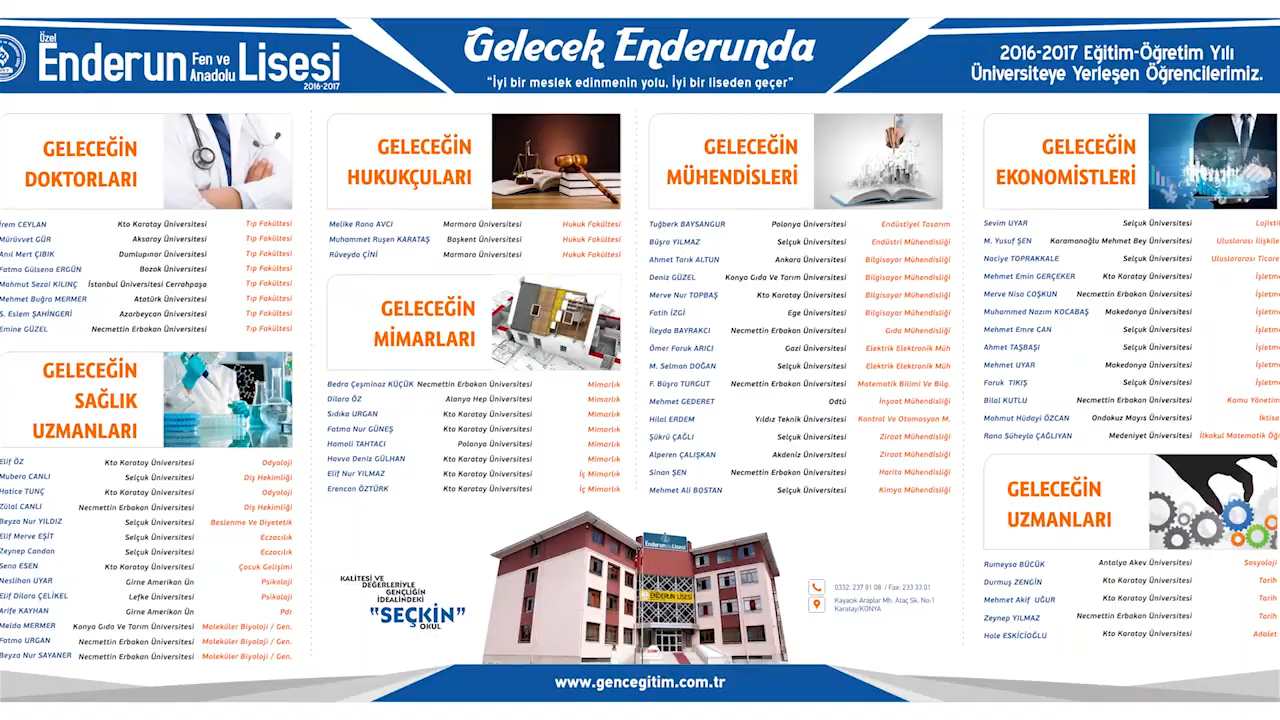 Özel
Enderun Fen ve Anadolu Lisesi
2016-2017
Gelecek Enderunda
“İyi bir meslek edinmenin yolu, İyi bir liseden geçer”
2016-2017 Eğitim-Öğretim Yılı
Üniversiteye Yerleşen Öğrencilerimiz.
GELECEĞİN
DOKTORLARI
İrem CEYLAN Kto Karatay Üniversitesi Tıp Fakültesi
Mürüvvet GÜR Aksaray Üniversitesi Tıp Fakültesi
Anıl Mert ÇIBIK Dumlupınar Üniversitesi Tıp Fakültesi
Fatma Gülsena ERGÜN Bozok Üniversitesi Tıp Fakültesi
Mahmut Sezai KILINÇ İstanbul Üniversitesi Cerrahpaşa Tıp Fakültesi
Mehmet Buğra MERMER Atatürk Üniversitesi Tıp Fakültesi
S. Eslem ŞAHİNGERİ Azarbeycan Üniversitesi Tıp Fakültesi
Emine GÜZEL Necmettin Erbakan Üniversitesi Tıp Fakültesi
GELECEĞİN
SAĞLIK
UZMANLARI
Elif ÖZ Kto Karatay Üniversitesi Odyoloji
Mubera CANLI Selçuk Üniversitesi Diş Hekimliği
Hatice TUNÇ Kto Karatay Üniversitesi Odyoloji
Zülal CANLI Necmettin Erbakan Üniversitesi Diş Hekimliği
Beyza Nur YILDIZ Selçuk Üniversitesi Beslenme Ve Diyetetik
Elif Merve EŞİT Selçuk Üniversitesi Eczacılık
Zeynep Candan Selçuk Üniversitesi Eczacılık
Sena ESEN Kto Karatay Üniversitesi Çocuk Gelişimi
Neslihan UYAR Girne Amerikan Ün Psikoloji
Elif Dilara ÇELİKEL Lefke Üniversitesi Psikoloji
Arife KAYHAN Girne Amerikan Ün Pdr
Melda MERMER Konya Gıda Ve Tarım Üniversitesi Moleküler Biyoloji / Gen.
Fatma URGAN Necmettin Erbakan Üniversitesi Moleküler Biyoloji / Gen.
Beyza Nur SAYANER Necmettin Erbakan Üniversitesi Moleküler Biyoloji / Gen.
GELECEĞİN
HUKUKÇULARI
Melike Rana AVCI Marmara Üniversitesi Hukuk Fakültesi
Muhammet Ruşen KARATAŞ Başkent Üniversitesi Hukuk Fakültesi
Rüveyda ÇİNİ Marmara Üniversitesi Hukuk Fakültesi
GELECEĞİN
MİMARLARI
Bedra Çeşminaz KÜÇÜK Necmettin Erbakan Üniversitesi Mimarlık
Dilara ÖZ Alanya Hep Üniversitesi Mimarlık
Sıdıka URGAN Kto Karatay Üniversitesi Mimarlık
Fatma Nur GÜNEŞ Kto Karatay Üniversitesi Mimarlık
Hamoli TAHTACI Polonya Üniversitesi Mimarlık
Havva Deniz GÜLHAN Kto Karatay Üniversitesi Mimarlık
Elif Nur YILMAZ Kto Karatay Üniversitesi İç Mimarlık
Erencan ÖZTÜRK Kto Karatay Üniversitesi İç Mimarlık
GELECEĞİN
MÜHENDİSLERİ
Tuğberk BAYSANGUR Polanya Üniversitesi Endüstiyel Tasarım
Büşra YILMAZ Selçuk Üniversitesi Endüstri Mühendisliği
Ahmet Tarık ALTUN Ankara Üniversitesi Bilgisayar Mühendisliği
Deniz GÜZEL Konya Gıda Ve Tarım Üniversitesi Bilgisayar Mühendisliği
Merve Nur TOPBAŞ Kto Karatay Üniversitesi Bilgisayar Mühendisliği
Fatih İZGİ Ege Üniversitesi Bilgisayar Mühendisliği
İleyda BAYRAKCI Necmettin Erbakan Üniversitesi Gıda Mühendisliği
Ömer Faruk ARICI Gazi Üniversitesi Elektrik Elektronik Müh
M. Selman DOĞAN Selçuk Üniversitesi Elektrik Elektronik Müh
F. Büşra TURGUT Necmettin Erbakan Üniversitesi Matematik Bilimi Ve Bilg.
Mehmet GEDERET Odtü İnşaat Mühendisliği
Hilal ERDEM Yıldız Teknik Üniversitesi Kontrol Ve Otomasyon M.
Şükrü ÇAĞLI Selçuk Üniversitesi Ziraat Mühendisliği
Alperen ÇALIŞKAN Akdeniz Üniversitesi Ziraat Mühendisliği
Sinan ŞEN Necmettin Erbakan Üniversitesi Harita Mühendisliği
Mehmet Ali BOSTAN Selçuk Üniversitesi Kimya Mühendisliği
GELECEĞİN
EKONOMİSTLERİ
Sevim UYAR Selçuk Üniversitesi Lojisti
M. Yusuf ŞEN Karamanoğlu Mehmet Bey Üniversitesi Uluslarası İlişkile
Naciye TOPRAKKALE Selçuk Üniversitesi Uluslararası Ticare
Mehmet Emin GERÇEKER Kto Karatay Üniversitesi İşletm
Merve Nisa COŞKUN Necmettin Erbakan Üniversitesi İşletm
Muhammed Nazım KOCABAŞ Makedonya Üniversitesi İşletm
Mehmet Emre CAN Selçuk Üniversitesi İşletm
Ahmet TAŞBAŞI Selçuk Üniversitesi İşletm
Mehmet UYAR Makedonya Üniversitesi İşletm
Faruk TIKIŞ Selçuk Üniversitesi İşletm
Bilal KUTLU Necmettin Erbakan Üniversitesi Kamu Yönetim
Mahmut Hüdayi ÖZCAN Ondokuz Mayıs Üniversitesi İktisa
Rana Süheyla ÇAĞLIYAN Medeniyet Üniversitesi İlkokul Matematik Öğr
GELECEĞİN
UZMANLARI
Rumeysa BÜCÜK Antalya Akev Üniversitesi Sosyoloji
Durmuş ZENGİN Kto Karatay Üniversitesi Tarih
Mehmet Akif UĞUR Kto Karatay Üniversitesi Tarih
Zeynep YILMAZ Necmettin Erbakan Üniversitesi Tarih
Hale ESKİCİOĞLU Kto Karatay Üniversitesi Adalet
KALİTESİ VE
DEĞERLERİYLE
GENÇLİĞİN
İDEALİNDEKİ
“SEÇKİN”
OKUL.
Enderun Lisesi
ENDERUN LİSESİ
0332. 237 81 08 / Fax: 233 33 01
Kayacık Araplar Mh. Ataç Sk. No:1
Karatay/KONYA
www.gencegitim.com.tr